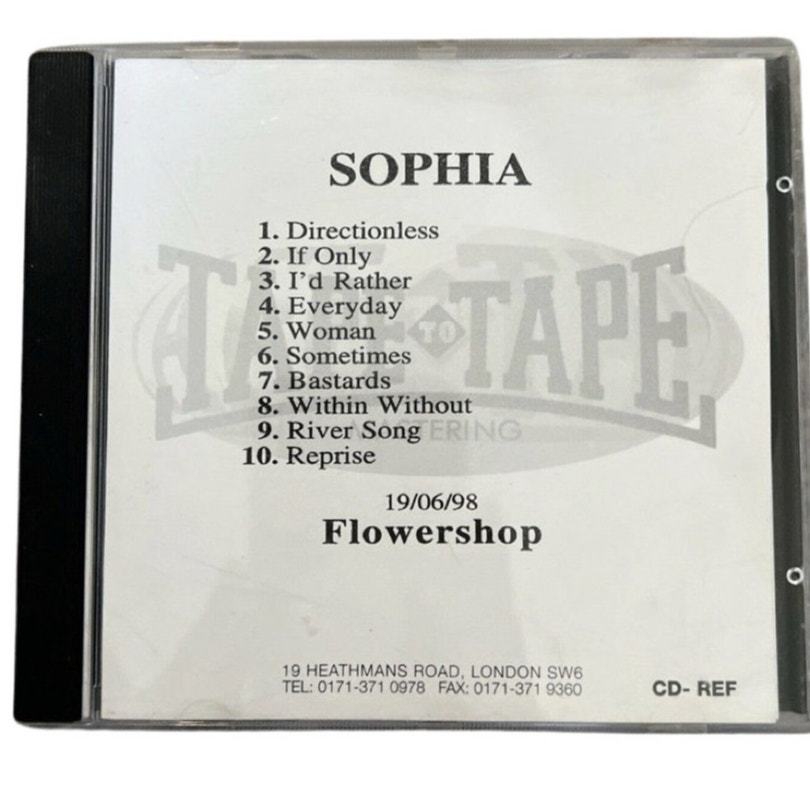 SOPHIA
1. Directionless
2. If Only
3. I'd Rather
4. Everyday
5. Woman
6. Sometimes
7. Bastards
8. Within Without
9. River Song
10. Reprise
TAPE TO TAPE
MASTERING
19/06/98
Flowershop
19 HEATHMANS ROAD, LONDON SW6
TEL: 0171-371 0978 FAX: 0171-371 9360
CD- REF